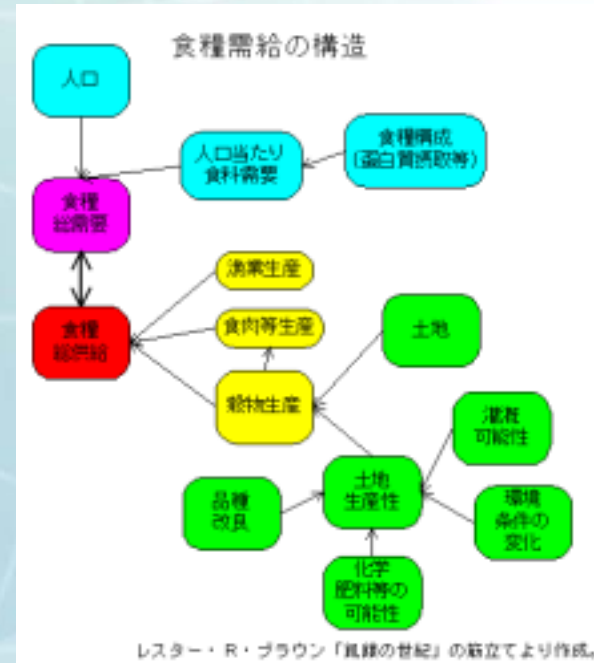 食糧需給の構造
人口
人口当たり
食料需要
食糧構成
(蛋白質摂取等)
食糧
総需要
漁業生産
食糧
総供給
食肉等生産
土地
穀物生産
灌漑
可能性
土地
生産性
品種
改良
環境
条件の
変化
化学
肥料等の
可能性
レスター・R・ブラウン「飢餓の世紀」の筋立てより作成。